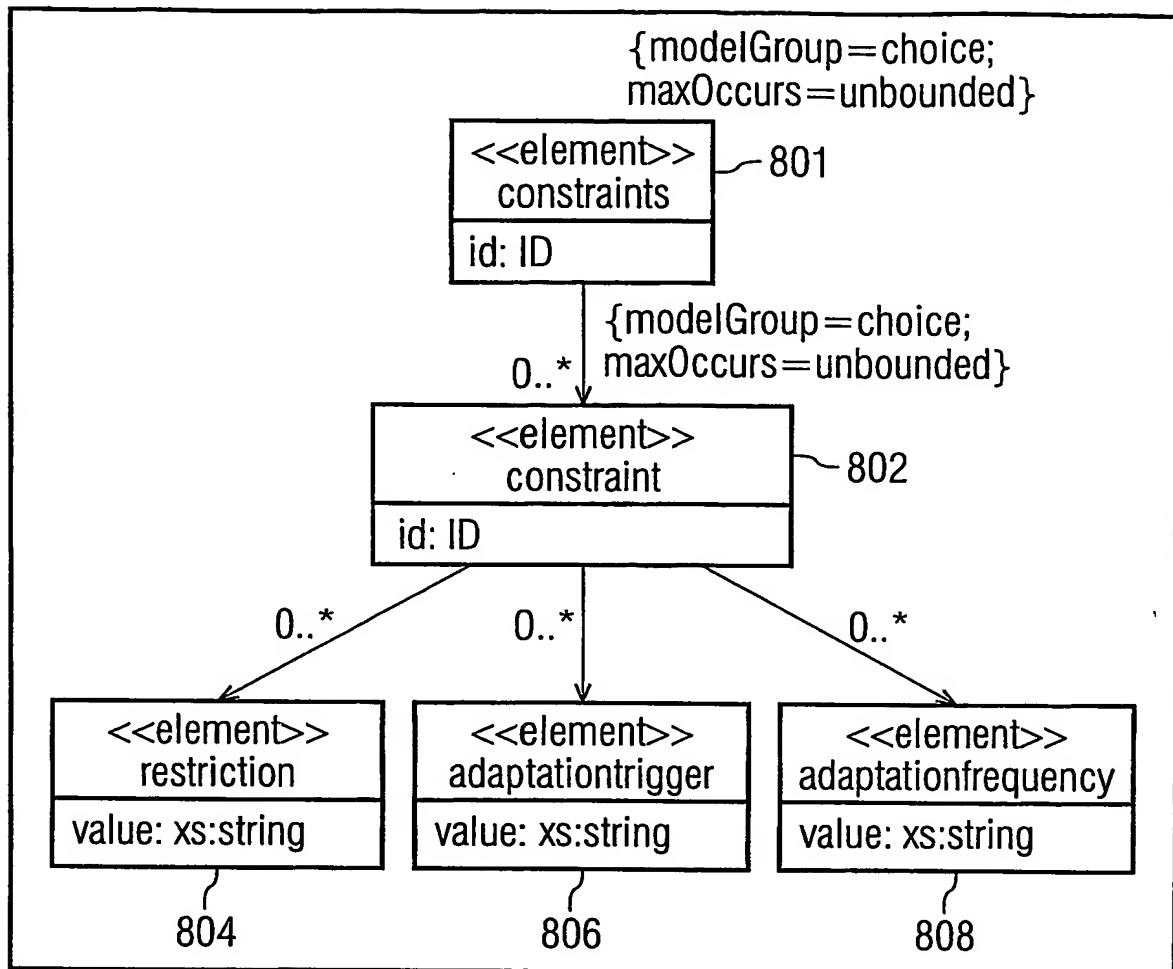 {modelGroup=choice;
maxOccurs=unbounded}
<<element>>
constraints
801
id: ID
{modelGroup=choice;
maxOccurs=unbounded}
0..*
<<element>>
constraint
802
id: ID
0..*
0..*
0..*
<<element>>
restriction
value: xs:string
804
<<element>>
adaptationtrigger
value: xs:string
806
<<element>>
adaptationfrequency
value: xs:string
808